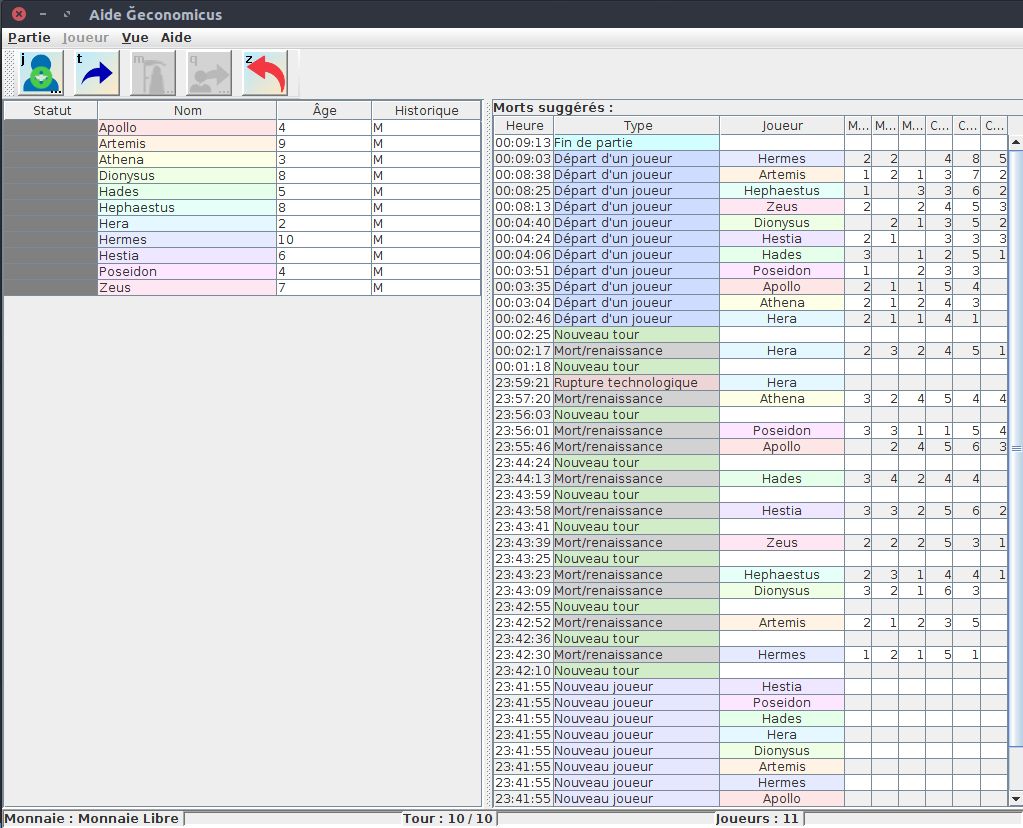 Aide Ğeconomicus
Partie Joueur Vue Aide
j t m q z
Statut Nom Âge Historique
Apollo 4 M
Artemis 9 M
Athena 3 M
Dionysus 8 M
Hades 5 M
Hephaestus 8 M
Hera 2 M
Hermes 10 M
Hestia 6 M
Poseidon 4 M
Zeus 7 M
Morts suggérés :
Heure Type Joueur M... M... M... C... C... C...
00:09:13 Fin de partie
00:09:03 Départ d'un joueur Hermes 2 2 4 8 5
00:08:38 Départ d'un joueur Artemis 1 2 1 3 7 2
00:08:25 Départ d'un joueur Hephaestus 1 3 3 6 2
00:08:13 Départ d'un joueur Zeus 2 2 4 5 3
00:04:40 Départ d'un joueur Dionysus 2 1 3 5 2
00:04:24 Départ d'un joueur Hestia 2 1 3 3 3
00:04:06 Départ d'un joueur Hades 3 1 2 5 1
00:03:51 Départ d'un joueur Poseidon 1 2 3 3
00:03:35 Départ d'un joueur Apollo 2 1 1 5 4
00:03:04 Départ d'un joueur Athena 2 1 2 4 3
00:02:46 Départ d'un joueur Hera 2 1 1 4 1
00:02:25 Nouveau tour
00:02:17 Mort/renaissance Hera 2 3 2 4 5 1
00:01:18 Nouveau tour
23:59:21 Rupture technologique Hera
23:57:20 Mort/renaissance Athena 3 2 4 5 4 4
23:56:03 Nouveau tour
23:56:01 Mort/renaissance Poseidon 3 3 1 1 5 4
23:55:46 Mort/renaissance Apollo 2 4 5 6 3
23:44:24 Nouveau tour
23:44:13 Mort/renaissance Hades 3 4 2 4 4
23:43:59 Nouveau tour
23:43:58 Mort/renaissance Hestia 3 3 2 5 6 2
23:43:41 Nouveau tour
23:43:39 Mort/renaissance Zeus 2 2 2 5 3 1
23:43:25 Nouveau tour
23:43:23 Mort/renaissance Hephaestus 2 3 1 4 4 1
23:43:09 Mort/renaissance Dionysus 3 2 1 6 3
23:42:55 Nouveau tour
23:42:52 Mort/renaissance Artemis 2 1 2 3 5
23:42:36 Nouveau tour
23:42:30 Mort/renaissance Hermes 1 2 1 5 1
23:42:10 Nouveau tour
23:41:55 Nouveau joueur Hestia
23:41:55 Nouveau joueur Poseidon
23:41:55 Nouveau joueur Hades
23:41:55 Nouveau joueur Hera
23:41:55 Nouveau joueur Dionysus
23:41:55 Nouveau joueur Artemis
23:41:55 Nouveau joueur Hermes
23:41:55 Nouveau joueur Apollo
Monnaie : Monnaie Libre Tour : 10 / 10 Joueurs : 11